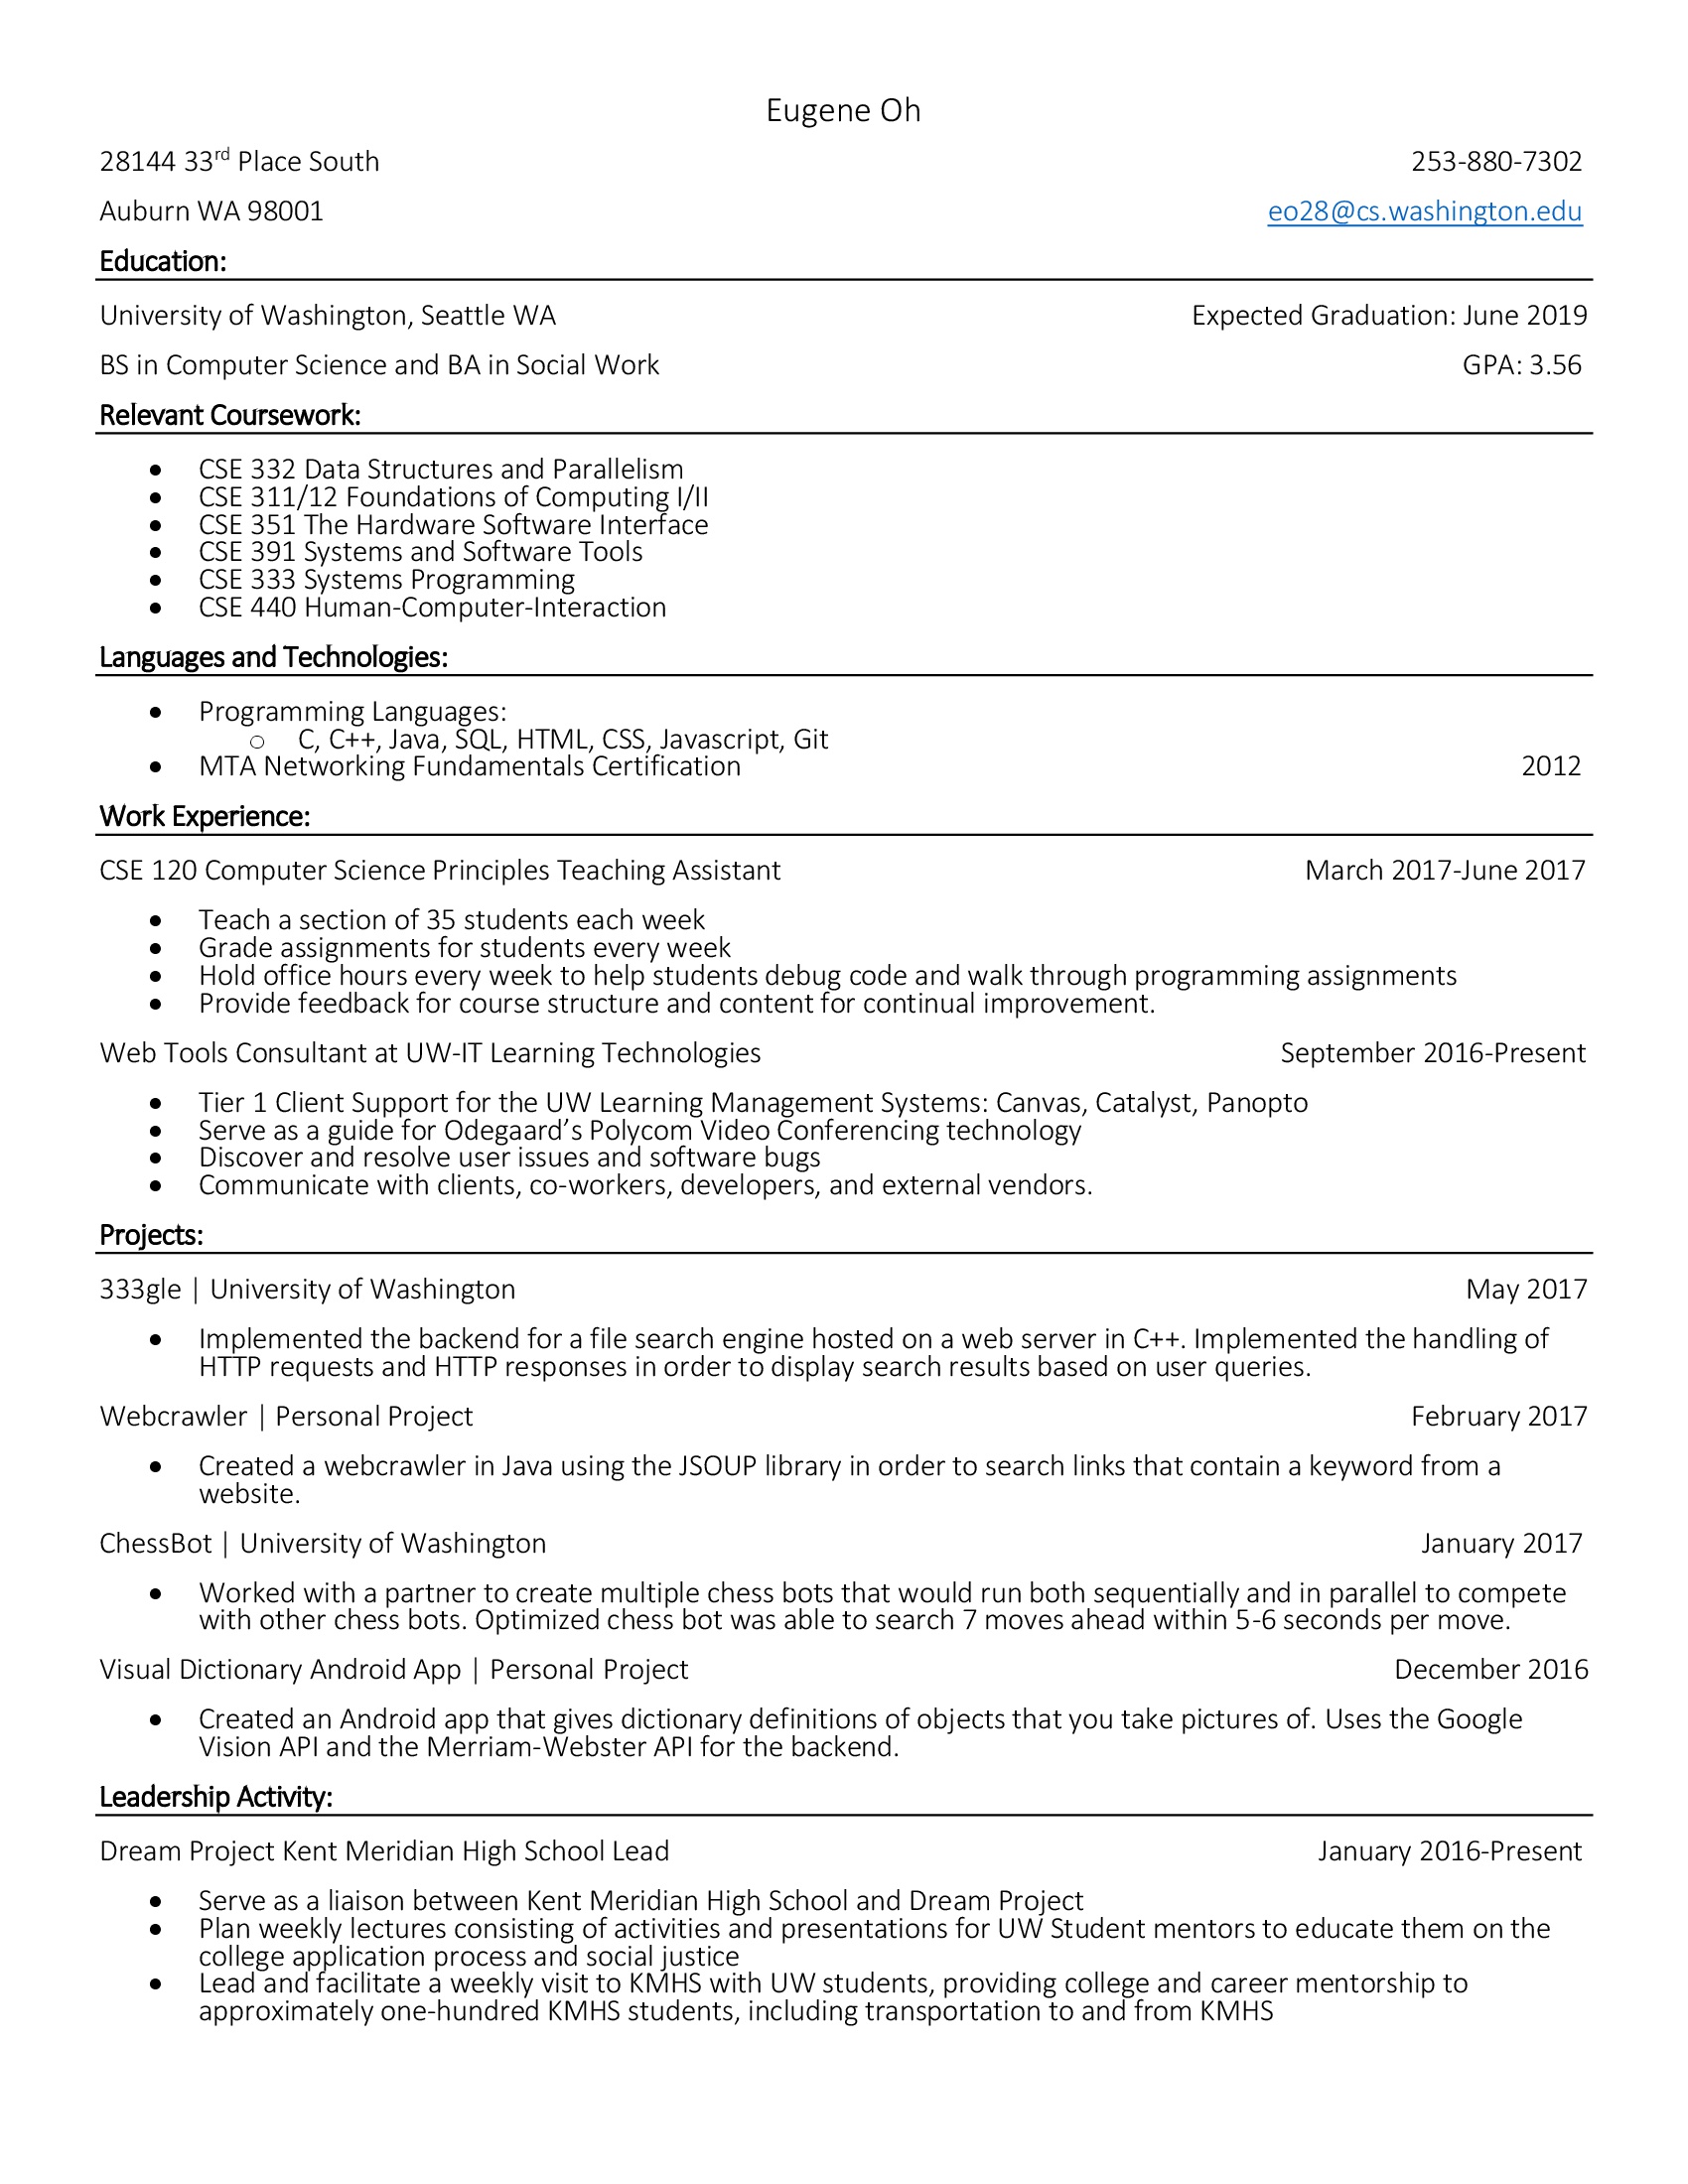 Eugene Oh
28144 33rd Place South 253-880-7302
Auburn WA 98001 eo28@cs.washington.edu
Education:
University of Washington, Seattle WA Expected Graduation: June 2019
BS in Computer Science and BA in Social Work GPA: 3.56
Relevant Coursework:
• CSE 332 Data Structures and Parallelism
• CSE 311/12 Foundations of Computing I/II
• CSE 351 The Hardware Software Interface
• CSE 391 Systems and Software Tools
• CSE 333 Systems Programming
• CSE 440 Human-Computer-Interaction
Languages and Technologies:
• Programming Languages:
o C, C++, Java, SQL, HTML, CSS, Javascript, Git
• MTA Networking Fundamentals Certification 2012
Work Experience:
CSE 120 Computer Science Principles Teaching Assistant March 2017-June 2017
• Teach a section of 35 students each week
• Grade assignments for students every week
• Hold office hours every week to help students debug code and walk through programming assignments
• Provide feedback for course structure and content for continual improvement.
Web Tools Consultant at UW-IT Learning Technologies September 2016-Present
• Tier 1 Client Support for the UW Learning Management Systems: Canvas, Catalyst, Panopto
• Serve as a guide for Odegaard’s Polycom Video Conferencing technology
• Discover and resolve user issues and software bugs
• Communicate with clients, co-workers, developers, and external vendors.
Projects:
333gle | University of Washington May 2017
• Implemented the backend for a file search engine hosted on a web server in C++. Implemented the handling of
HTTP requests and HTTP responses in order to display search results based on user queries.
Webcrawler | Personal Project February 2017
• Created a webcrawler in Java using the JSOUP library in order to search links that contain a keyword from a
website.
ChessBot | University of Washington January 2017
• Worked with a partner to create multiple chess bots that would run both sequentially and in parallel to compete
with other chess bots. Optimized chess bot was able to search 7 moves ahead within 5-6 seconds per move.
Visual Dictionary Android App | Personal Project December 2016
• Created an Android app that gives dictionary definitions of objects that you take pictures of. Uses the Google
Vision API and the Merriam-Webster API for the backend.
Leadership Activity:
Dream Project Kent Meridian High School Lead January 2016-Present
• Serve as a liaison between Kent Meridian High School and Dream Project
• Plan weekly lectures consisting of activities and presentations for UW Student mentors to educate them on the
college application process and social justice
• Lead and facilitate a weekly visit to KMHS with UW students, providing college and career mentorship to
approximately one-hundred KMHS students, including transportation to and from KMHS